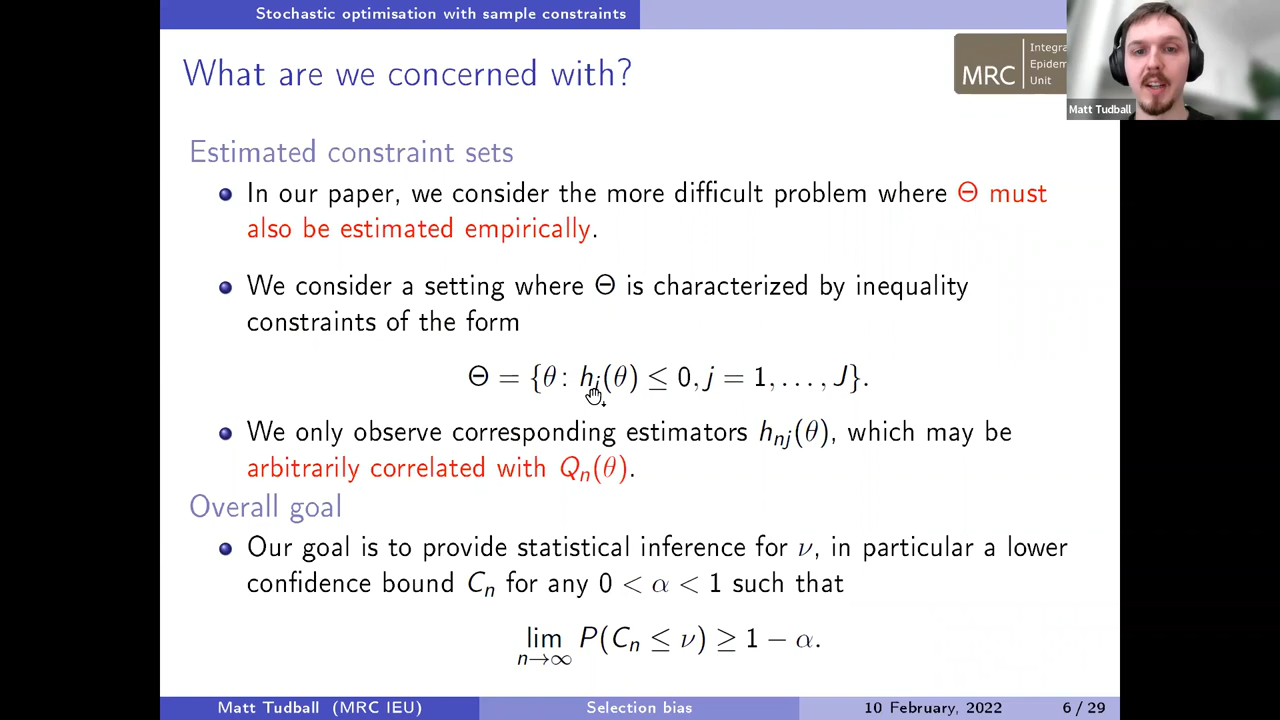 Stochastic optimisation with sample constraints
What are we concerned with?
MRC
Integra
Epidem
Unit
Matt Tudball
Estimated constraint sets
In our paper, we consider the more difficult problem where Θ must
also be estimated empirically.
We consider a setting where Θ is characterized by inequality
constraints of the form
Θ = {θ: hⱼ(θ) ≤ 0, j = 1, . . . , J}.
We only observe corresponding estimators hₙⱼ(θ), which may be
arbitrarily correlated with Qₙ(θ).
Overall goal
Our goal is to provide statistical inference for ν, in particular a lower
confidence bound Cₙ for any 0 < α < 1 such that
lim P(Cₙ ≤ ν) ≥ 1 − α.
n→∞
Matt Tudball (MRC IEU)
Selection bias
10 February, 2022
6 / 29